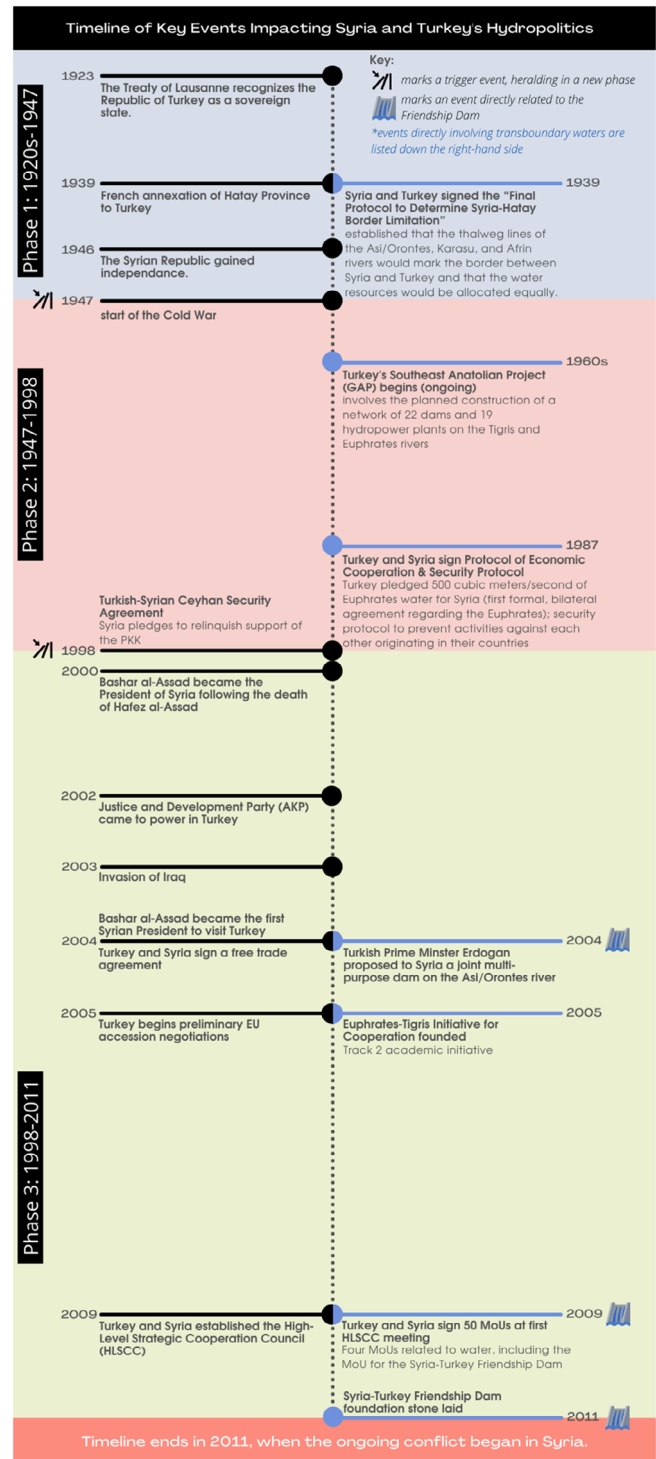 Timeline of Key Events Impacting Syria and Turkey's Hydropolitics
Key:
marks a trigger event, heralding in a new phase
marks an event directly related to the
Friendship Dam
*events directly involving transboundary waters are
listed down the right-hand side
Phase 1: 1920s-1947
1923
The Treaty of Lausanne recognizes the
Republic of Turkey as a sovereign
state.
1939
French annexation of Hatay Province
to Turkey
1939
Syria and Turkey signed the "Final
Protocol to Determine Syria-Hatay
Border Limitation"
established that the thalweg lines of
the Asi/Orontes, Karasu, and Afrin
rivers would mark the border between
Syria and Turkey and that the water
resources would be allocated equally.
1946
The Syrian Republic gained
independence.
1947
start of the Cold War
Phase 2: 1947-1998
1960s
Turkey's Southeast Anatolian Project
(GAP) begins (ongoing)
involves the planned construction of a
network of 22 dams and 19
hydropower plants on the Tigris and
Euphrates rivers
1987
Turkey and Syria sign Protocol of Economic
Cooperation & Security Protocol
Turkey pledged 500 cubic meters/second of
Euphrates water for Syria (first formal, bilateral
agreement regarding the Euphrates); security
protocol to prevent activities against each
other originating in their countries
Turkish-Syrian Ceyhan Security
Agreement
Syria pledges to relinquish support of
the PKK
1998
Phase 3: 1998-2011
2000
Bashar al-Assad became the
President of Syria following the death
of Hafez al-Assad
2002
Justice and Development Party (AKP)
came to power in Turkey
2003
Invasion of Iraq
Bashar al-Assad became the first
Syrian President to visit Turkey
2004
Turkey and Syria sign a free trade
agreement
2004
Turkish Prime Minster Erdogan
proposed to Syria a joint multi-
purpose dam on the Asi/Orontes river
2005
Turkey begins preliminary EU
accession negotiations
2005
Euphrates-Tigris Initiative for
Cooperation founded
Track 2 academic initiative
2009
Turkey and Syria established the High-
Level Strategic Cooperation Council
(HLSCC)
2009
Turkey and Syria sign 50 MoUs at first
HLSCC meeting
Four MoUs related to water, including the
MoU for the Syria-Turkey Friendship Dam
Syria-Turkey Friendship Dam
foundation stone laid
2011
Timeline ends in 2011, when the ongoing conflict began in Syria.